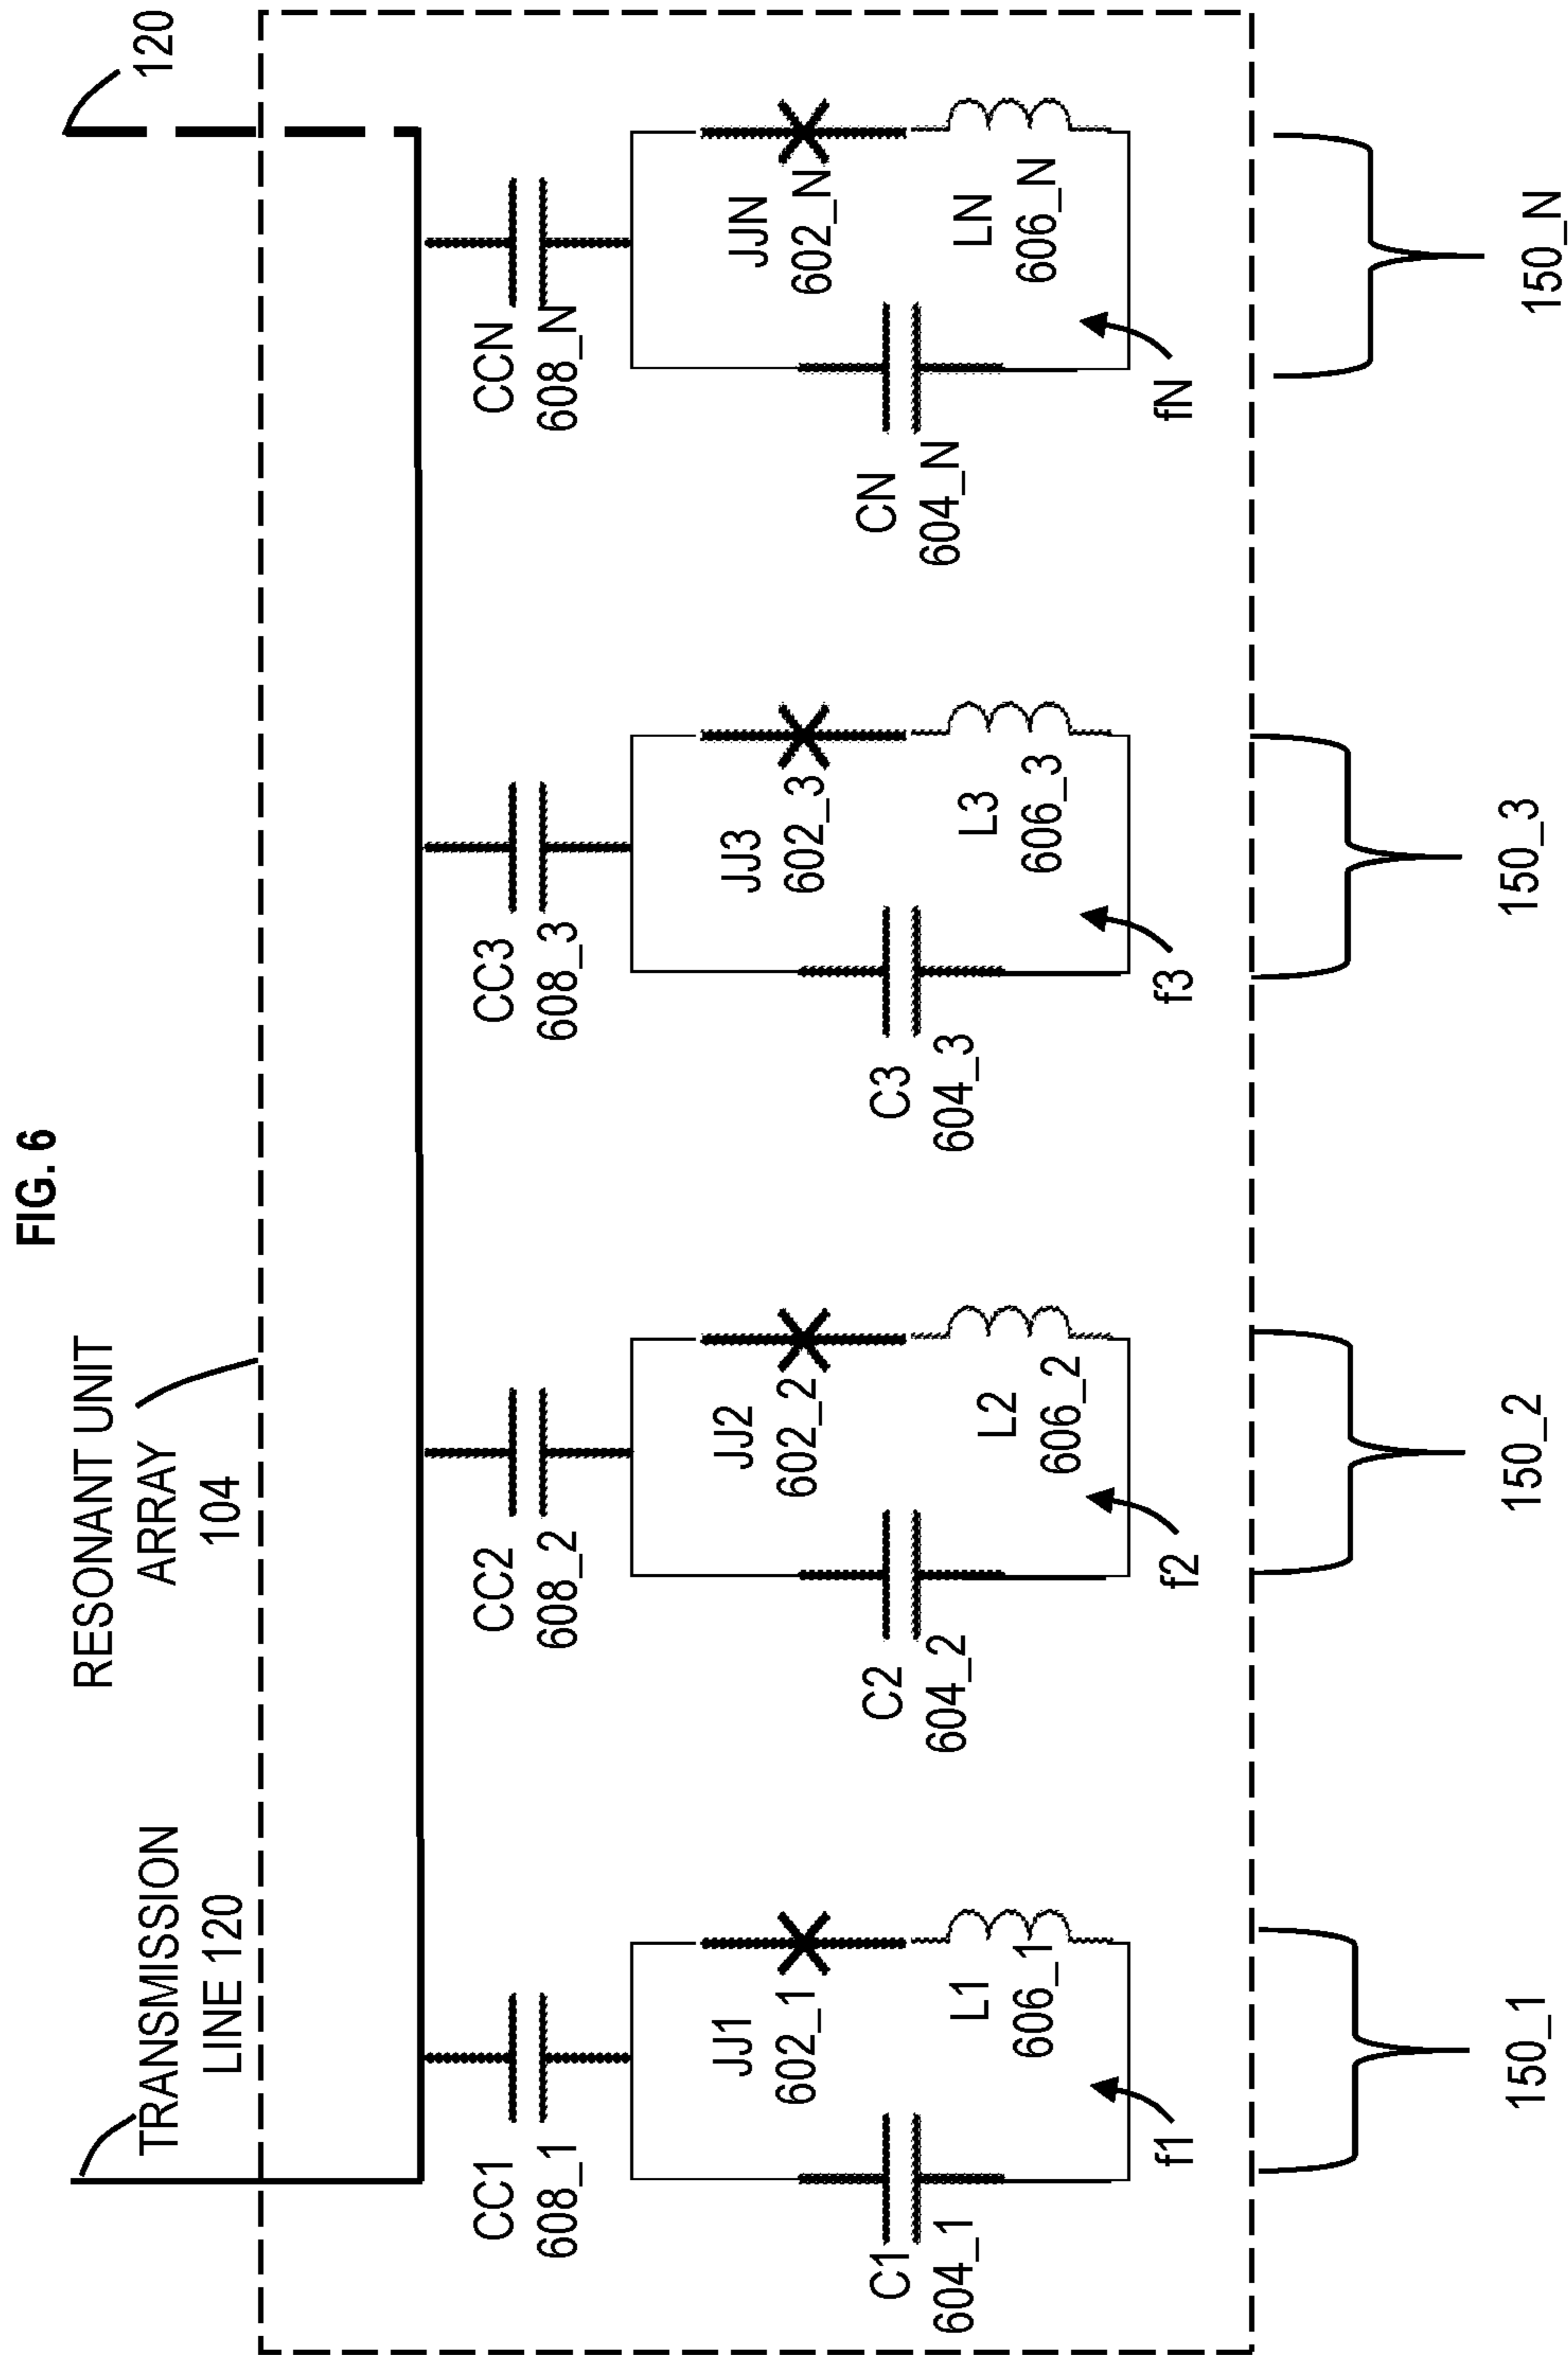 FIG. 6
RESONANT UNIT
ARRAY
104
TRANSMISSION
LINE 120
120
CC1
608_1
CC2
608_2
CC3
608_3
CCN
608_N
JJ1
602_1
JJ2
602_2
JJ3
602_3
JJN
602_N
C1
604_1
L1
606_1
C2
604_2
L2
606_2
C3
604_3
L3
606_3
CN
604_N
LN
606_N
f1
f2
f3
fN
150_1
150_2
150_3
150_N